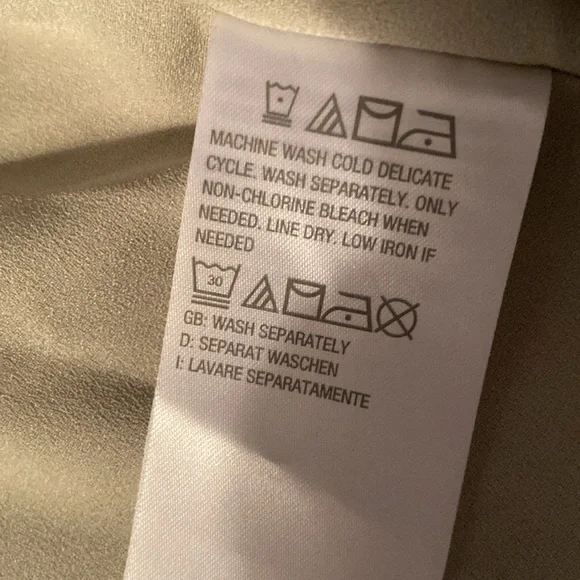 MACHINE WASH COLD DELICATE
CYCLE. WASH SEPARATELY. ONLY
NON-CHLORINE BLEACH WHEN
NEEDED. LINE DRY. LOW IRON IF
NEEDED
30
GB: WASH SEPARATELY
D: SEPARAT WASCHEN
I: LAVARE SEPARATAMENTE